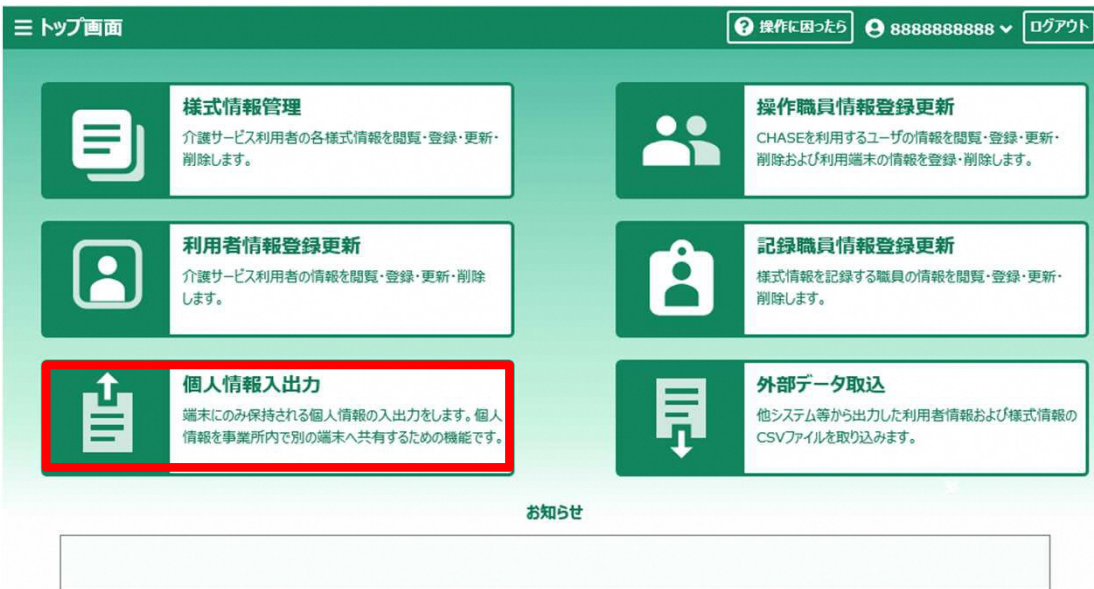 トップ画面
操作に困ったら
8888888888
ログアウト
様式情報管理
介護サービス利用者の各様式情報を閲覧・登録・更新・
削除します。
操作職員情報登録更新
CHASEを利用するユーザの情報を閲覧・登録・更新・
削除および利用端末の情報を登録・削除します。
利用者情報登録更新
介護サービス利用者の情報を閲覧・登録・更新・削除
します。
記録職員情報登録更新
様式情報を記録する職員の情報を閲覧・登録・更新・
削除します。
個人情報入出力
端末にのみ保持される個人情報の入出力をします。個人
情報を事業所内で別の端末へ共有するための機能です。
外部データ取込
他システム等から出力した利用者情報および様式情報の
CSVファイルを取り込みます。
お知らせ